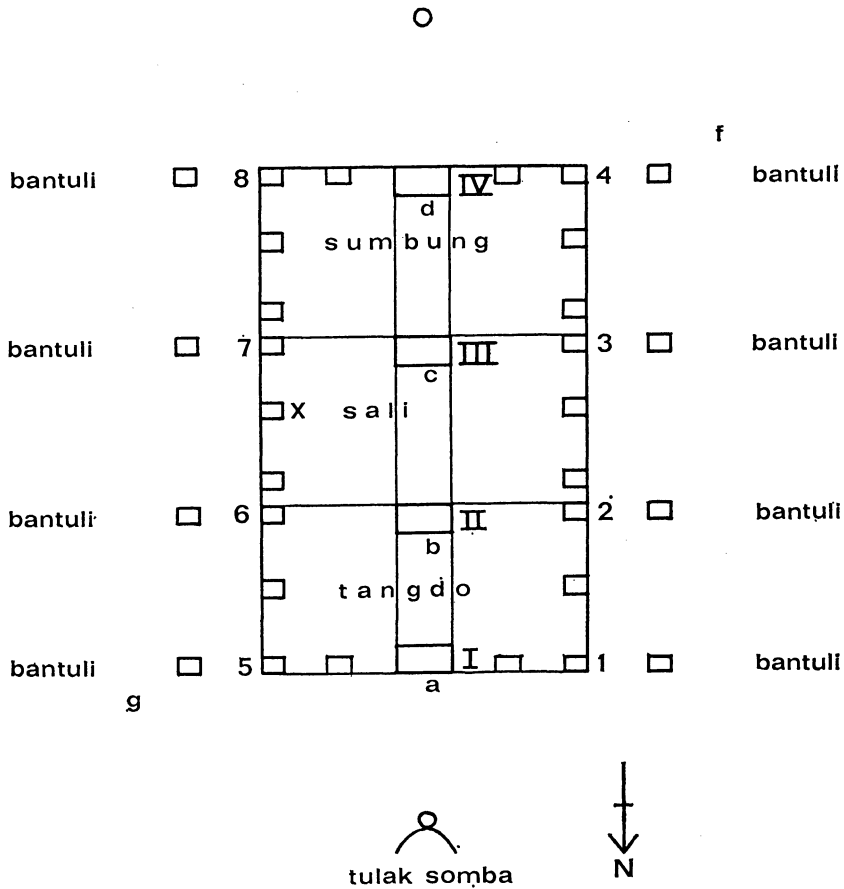 f
bantuli 8 IV 4 bantuli
d
sumbung
bantuli 7 III 3 bantuli
c
X sali
bantuli 6 II 2 bantuli
b
tangdo
bantuli 5 I 1 bantuli
a
g
tulak somba
N